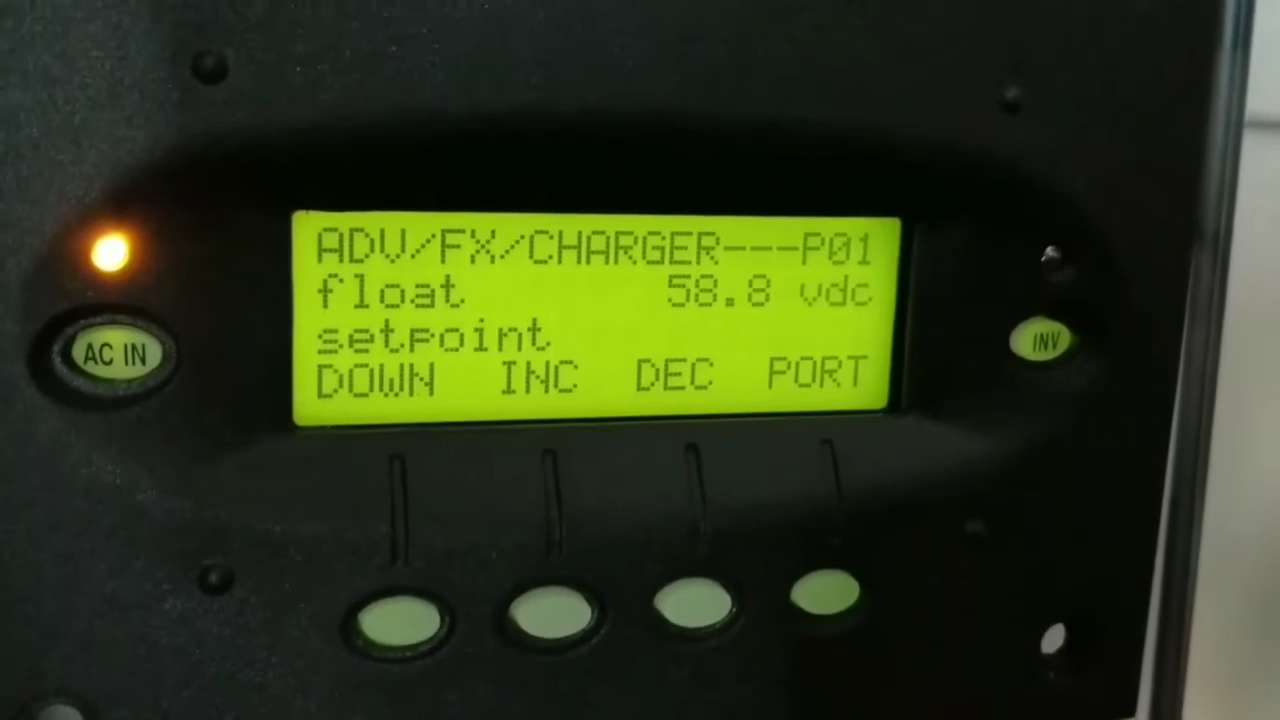 ADV/FX/CHARGER---P01
float 58.8 vdc
setpoint
DOWN INC DEC PORT
AC IN
INV